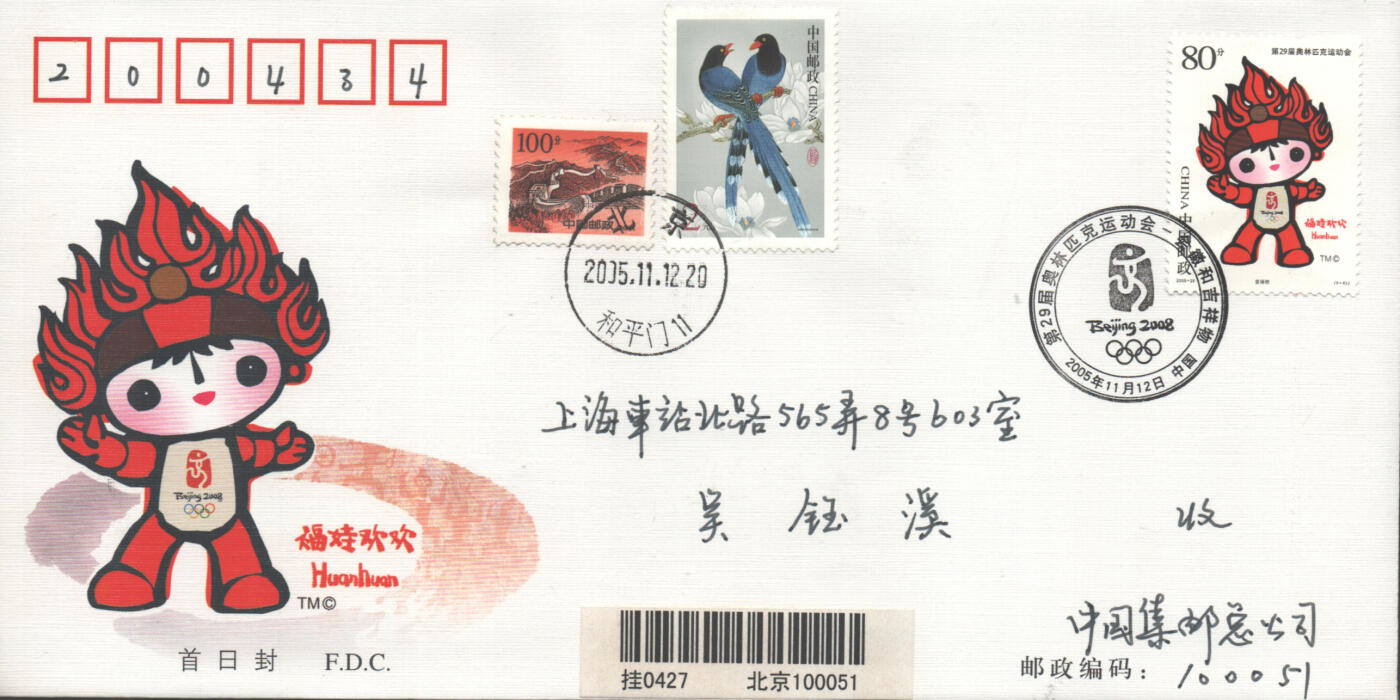 200434
100分
中国邮政
中国邮政 CHINA
2元
80分
第29届奥林匹克运动会
CHINA 中国邮政
Beijing 2008
福娃欢欢
Huanhuan
TM©
北京
2005.11.12.20
和平门11
第29届奥林匹克运动会-会徽和吉祥物
Beijing 2008
2005年11月12日 中国
上海車站北路565弄8号603室
吴钰溪 收
Beijing 2008
福娃欢欢
Huanhuan
TM©
首日封 F.D.C.
挂0427 北京100051
中国集邮总公司
邮政编码：100051